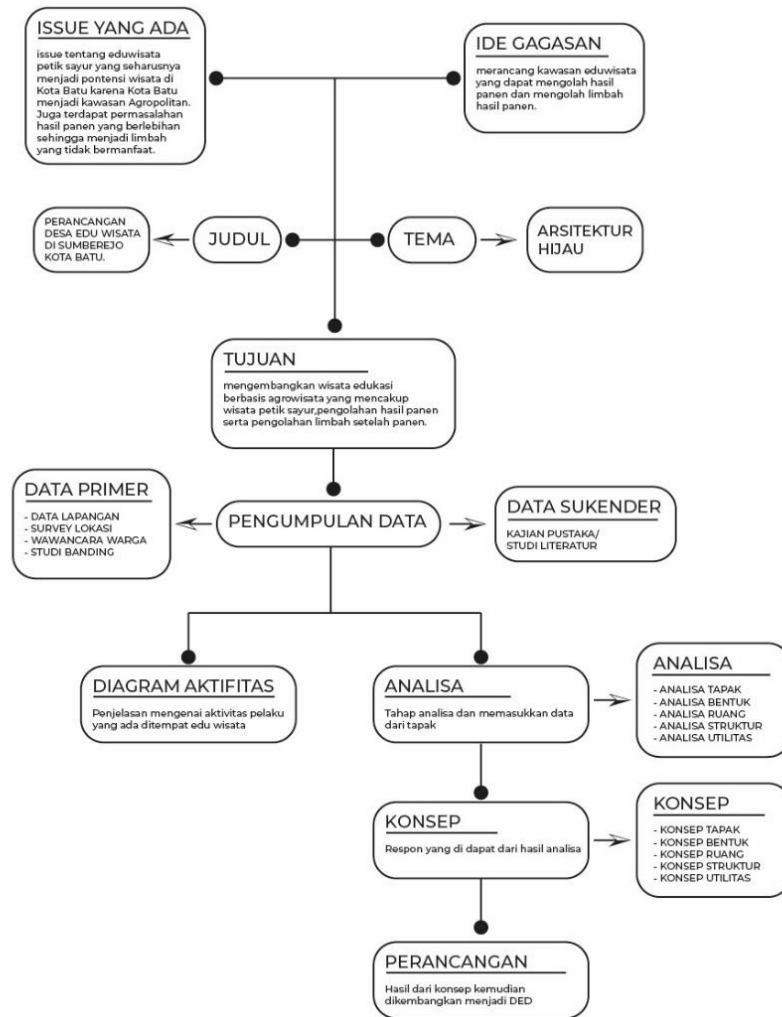 ISSUE YANG ADA
issue tentang eduwisata
petik sayur yang seharusnya
menjadi pontensi wisata di
Kota Batu karena Kota Batu
menjadi kawasan Agropolitan.
Juga terdapat permasalahan
hasil panen yang berlebihan
sehingga menjadi limbah
yang tidak bermanfaat.
IDE GAGASAN
merancang kawasan eduwisata
yang dapat mengolah hasil
panen dan mengolah limbah
hasil panen.
PERANCANGAN
DESA EDU WISATA
DI SUMBEREJO
KOTA BATU.
JUDUL
TEMA
ARSITEKTUR
HIJAU
TUJUAN
mengembangkan wisata edukasi
berbasis agrowisata yang mencakup
wisata petik sayur,pengolahan hasil panen
serta pengolahan limbah setelah panen.
DATA PRIMER
- DATA LAPANGAN
- SURVEY LOKASI
- WAWANCARA WARGA
- STUDI BANDING
PENGUMPULAN DATA
DATA SUKENDER
KAJIAN PUSTAKA/
STUDI LITERATUR
DIAGRAM AKTIFITAS
Penjelasan mengenai aktivitas pelaku
yang ada ditempat edu wisata
ANALISA
Tahap analisa dan memasukkan data
dari tapak
ANALISA
- ANALISA TAPAK
- ANALISA BENTUK
- ANALISA RUANG
- ANALISA STRUKTUR
- ANALISA UTILITAS
KONSEP
Respon yang di dapat dari hasil analisa
KONSEP
- KONSEP TAPAK
- KONSEP BENTUK
- KONSEP RUANG
- KONSEP STRUKTUR
- KONSEP UTILITAS
PERANCANGAN
Hasil dari konsep kemudian
dikembangkan menjadi DED